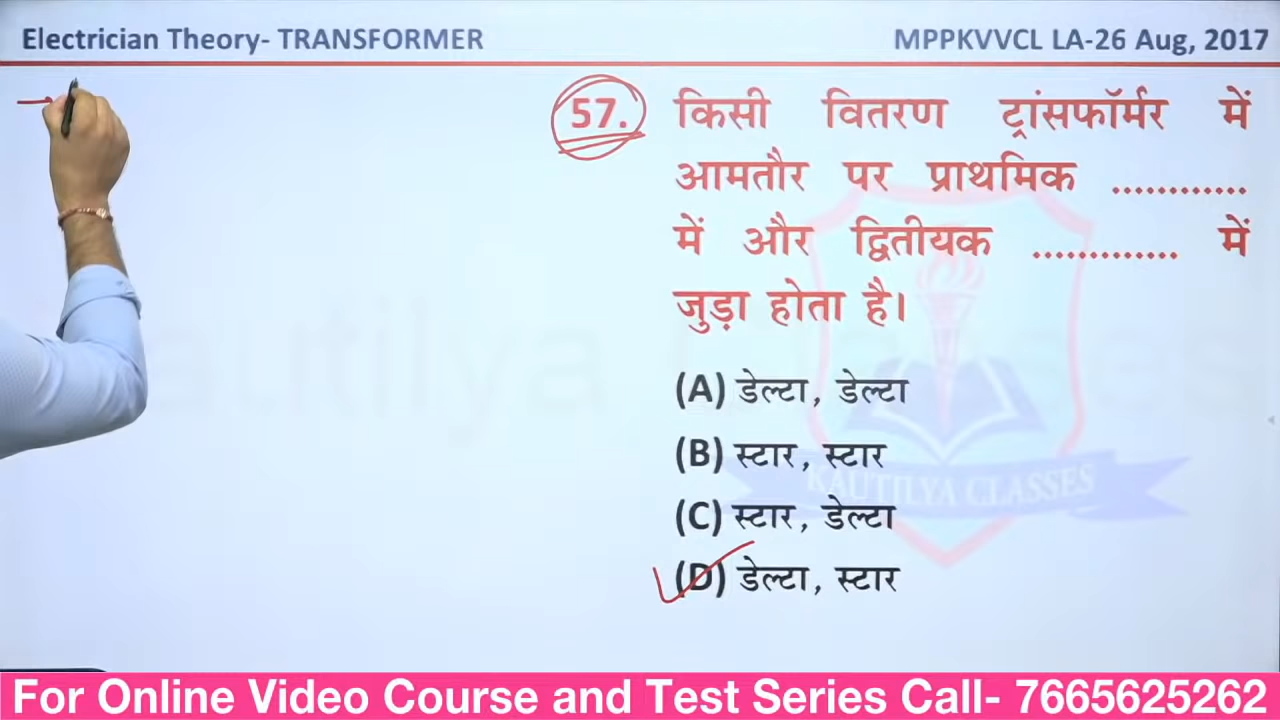 Electrician Theory- TRANSFORMER
MPPKVVCL LA-26 Aug, 2017
57. किसी वितरण ट्रांसफॉर्मर में
आमतौर पर प्राथमिक ............
में और द्वितीयक ............. में
जुड़ा होता है।
(A) डेल्टा, डेल्टा
(B) स्टार, स्टार
(C) स्टार, डेल्टा
(D) डेल्टा, स्टार
KAUTILYA CLASSES
For Online Video Course and Test Series Call- 7665625262